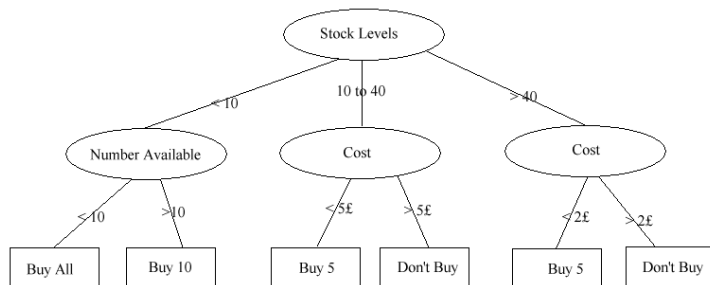 Stock Levels
< 10
10 to 40
> 40
Number Available
Cost
Cost
< 10
>10
< 5£
> 5£
< 2£
> 2£
Buy All
Buy 10
Buy 5
Don't Buy
Buy 5
Don't Buy